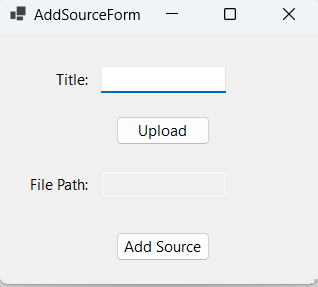 AddSourceForm
Title:
Upload
File Path:
Add Source